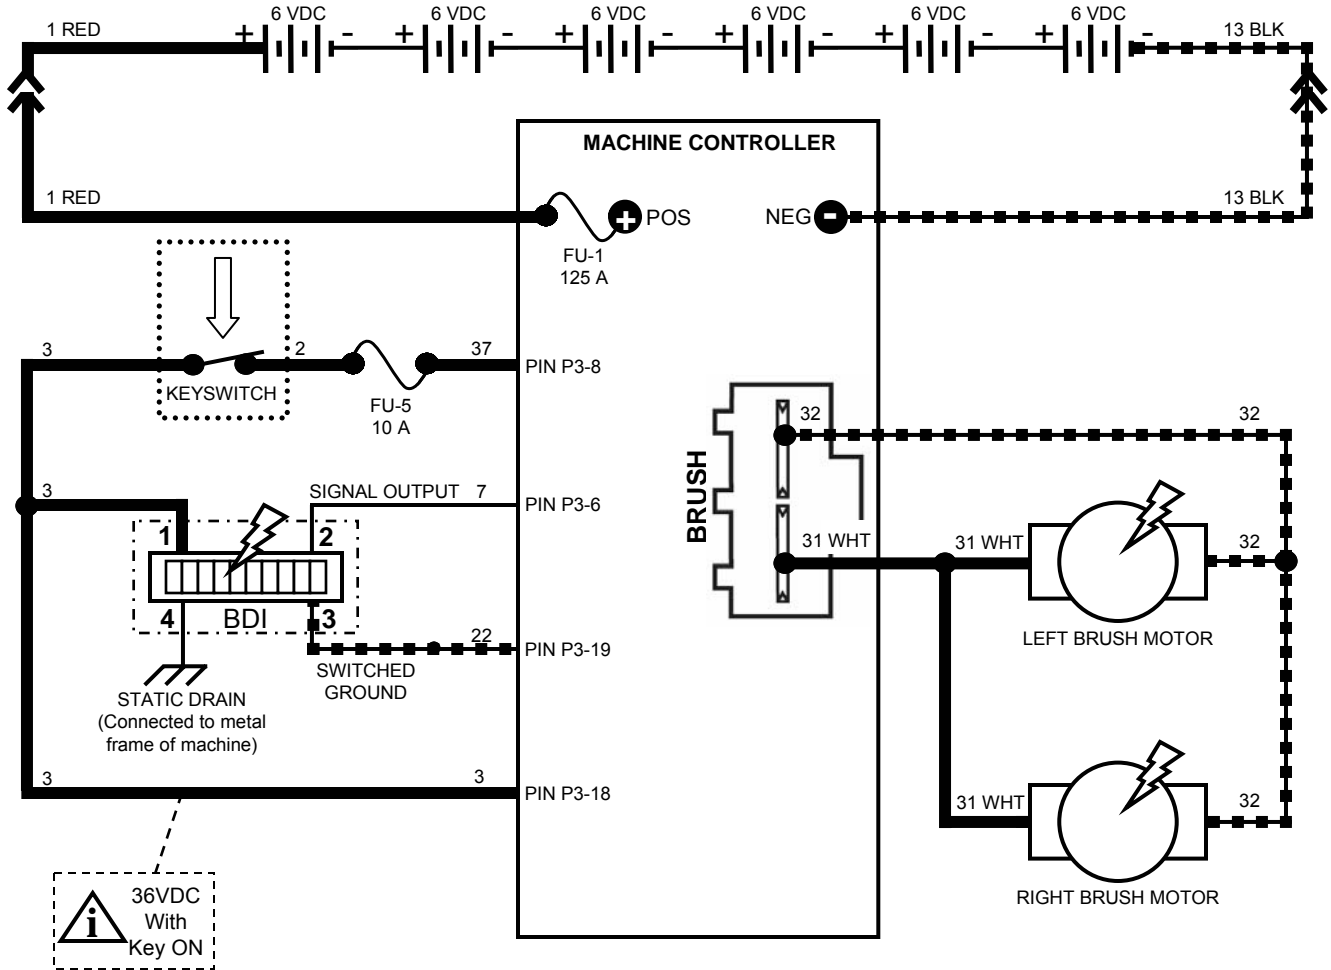 6 VDC 6 VDC 6 VDC 6 VDC 6 VDC 6 VDC
1 RED + - + - + - + - + - + - 13 BLK
MACHINE CONTROLLER
1 RED 13 BLK
+ POS NEG -
FU-1
125 A
3 2 37
PIN P3-8
KEYSWITCH
FU-5
10 A
32 32
BRUSH
3 SIGNAL OUTPUT 7 PIN P3-6
1 2
31 WHT 31 WHT 32
4 BDI 3
22 PIN P3-19
LEFT BRUSH MOTOR
SWITCHED
GROUND
STATIC DRAIN
(Connected to metal
frame of machine)
3 3 PIN P3-18
31 WHT 32
RIGHT BRUSH MOTOR
i
36VDC
With
Key ON